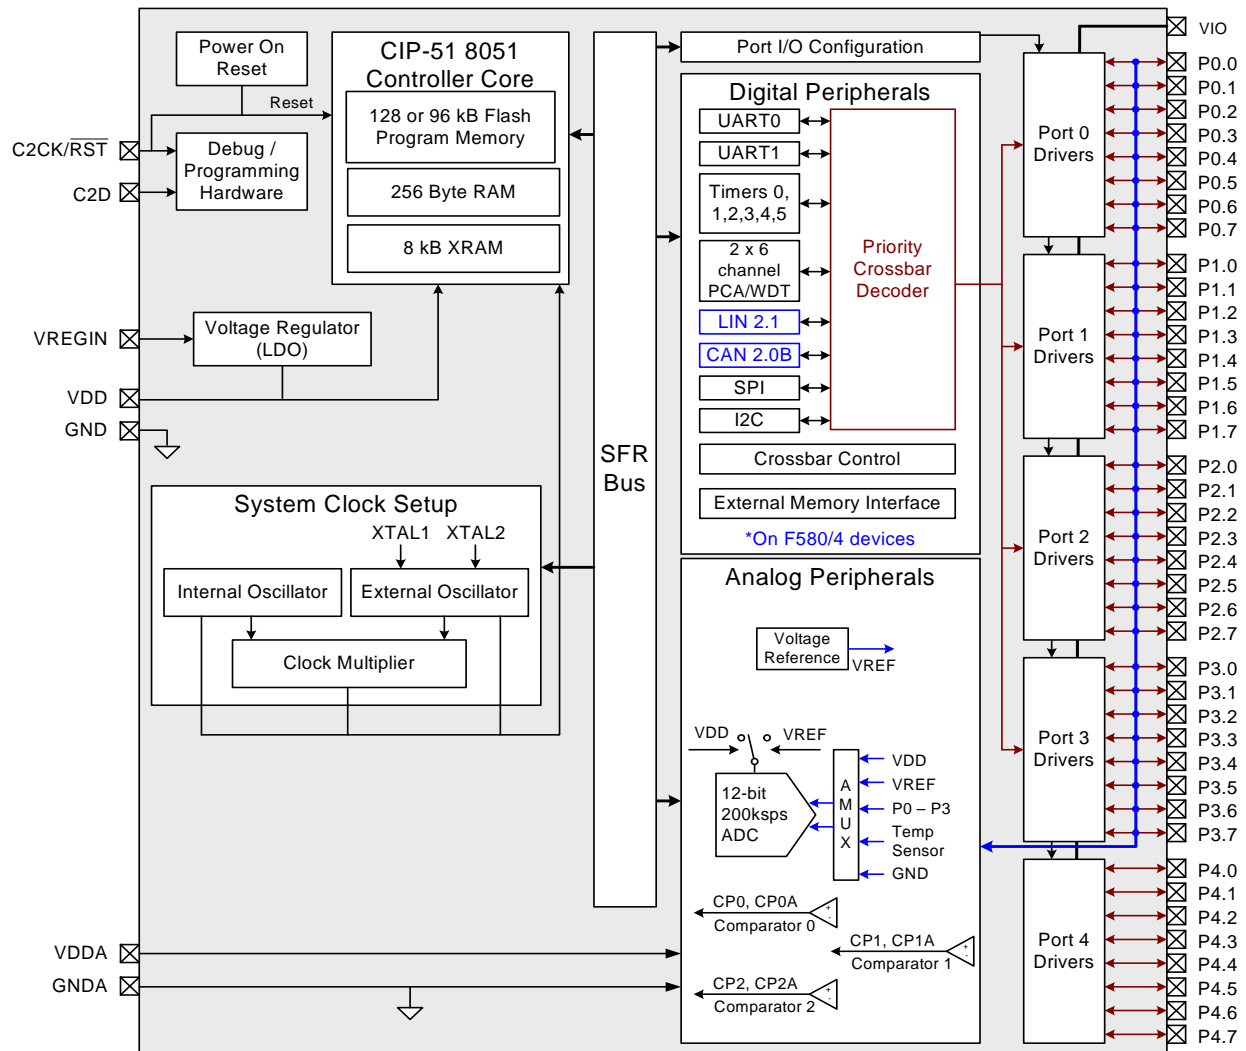 Power On
Reset
Reset
C2CK/RST
C2D
Debug /
Programming
Hardware
CIP-51 8051
Controller Core
128 or 96 kB Flash
Program Memory
256 Byte RAM
8 kB XRAM
VREGIN
Voltage Regulator
(LDO)
VDD
GND
System Clock Setup
XTAL1
XTAL2
Internal Oscillator
External Oscillator
Clock Multiplier
VDDA
GNDA
SFR
Bus
Port I/O Configuration
Digital Peripherals
UART0
UART1
Timers 0,
1,2,3,4,5
2 x 6
channel
PCA/WDT
LIN 2.1
CAN 2.0B
SPI
I2C
Priority
Crossbar
Decoder
Crossbar Control
External Memory Interface
*On F580/4 devices
Analog Peripherals
Voltage
Reference
VREF
VDD
VREF
12-bit
200ksps
ADC
A
M
U
X
VDD
VREF
P0 – P3
Temp
Sensor
GND
CP0, CP0A
+
-
Comparator 0
CP1, CP1A
+
-
Comparator 1
CP2, CP2A
+
-
Comparator 2
Port 0
Drivers
Port 1
Drivers
Port 2
Drivers
Port 3
Drivers
Port 4
Drivers
VIO
P0.0
P0.1
P0.2
P0.3
P0.4
P0.5
P0.6
P0.7
P1.0
P1.1
P1.2
P1.3
P1.4
P1.5
P1.6
P1.7
P2.0
P2.1
P2.2
P2.3
P2.4
P2.5
P2.6
P2.7
P3.0
P3.1
P3.2
P3.3
P3.4
P3.5
P3.6
P3.7
P4.0
P4.1
P4.2
P4.3
P4.4
P4.5
P4.6
P4.7